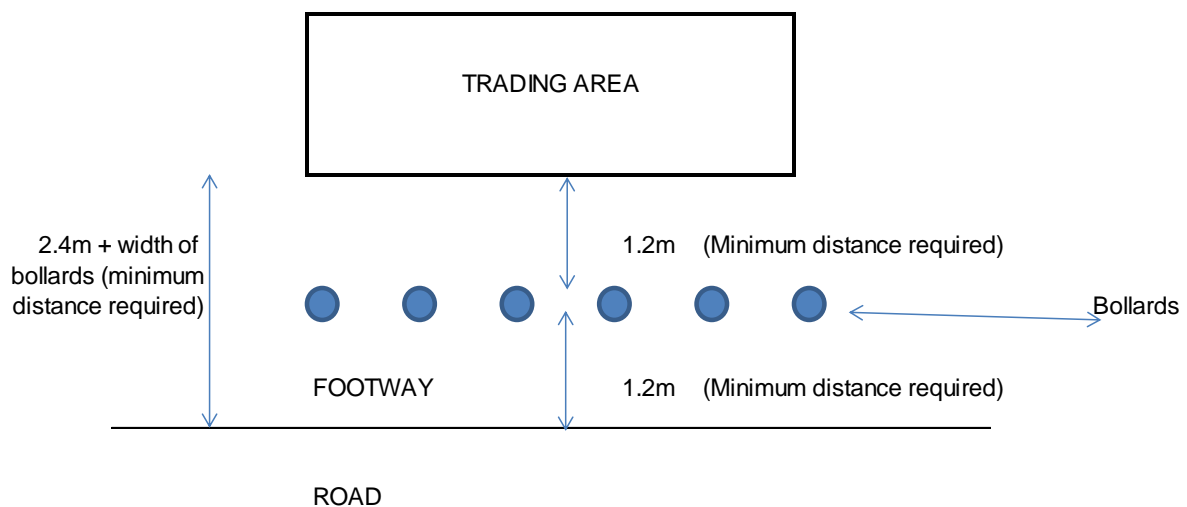 TRADING AREA
2.4m + width of
bollards (minimum
distance required)
1.2m (Minimum distance required)
Bollards
FOOTWAY
1.2m (Minimum distance required)
ROAD